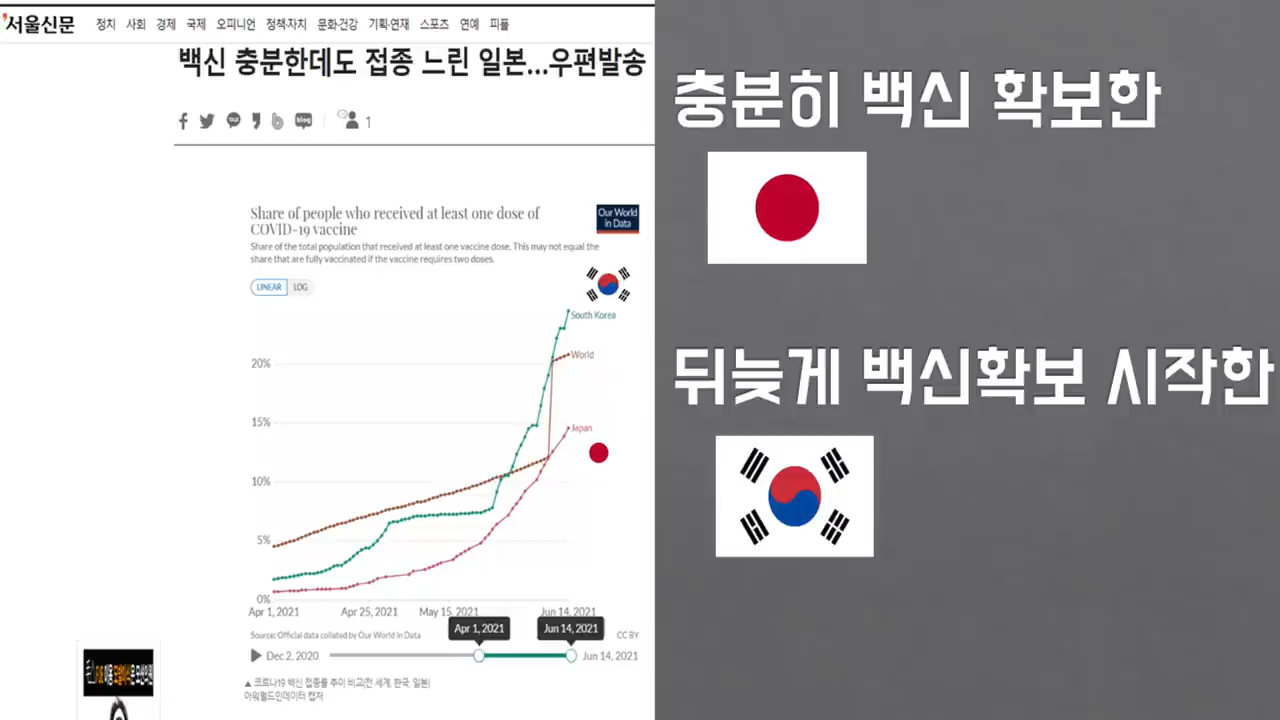 서울신문
정치 사회 경제 국제 오피니언 정책·자치 문화·건강 기획·연재 스포츠 연예 피플
백신 충분한데도 접종 느린 일본...우편발송
blog
1
Share of people who received at least one dose of
COVID-19 vaccine
Our World
in Data
Share of the total population that received at least one vaccine dose. This may not equal the
share that are fully vaccinated if the vaccine requires two doses.
LINEAR LOG
South Korea
World
Japan
20%
15%
10%
5%
0%
Apr 1, 2021 Apr 25, 2021 May 15, 2021 Jun 14, 2021
Apr 1, 2021 Jun 14, 2021
Source: Official data collated by Our World in Data CC BY
Dec 2, 2020 Jun 14, 2021
▲ 코로나19 백신 접종률 추이 비교(전 세계, 한국, 일본)
아워월드인데이터 캡처
충분히 백신 확보한
뒤늦게 백신확보 시작한